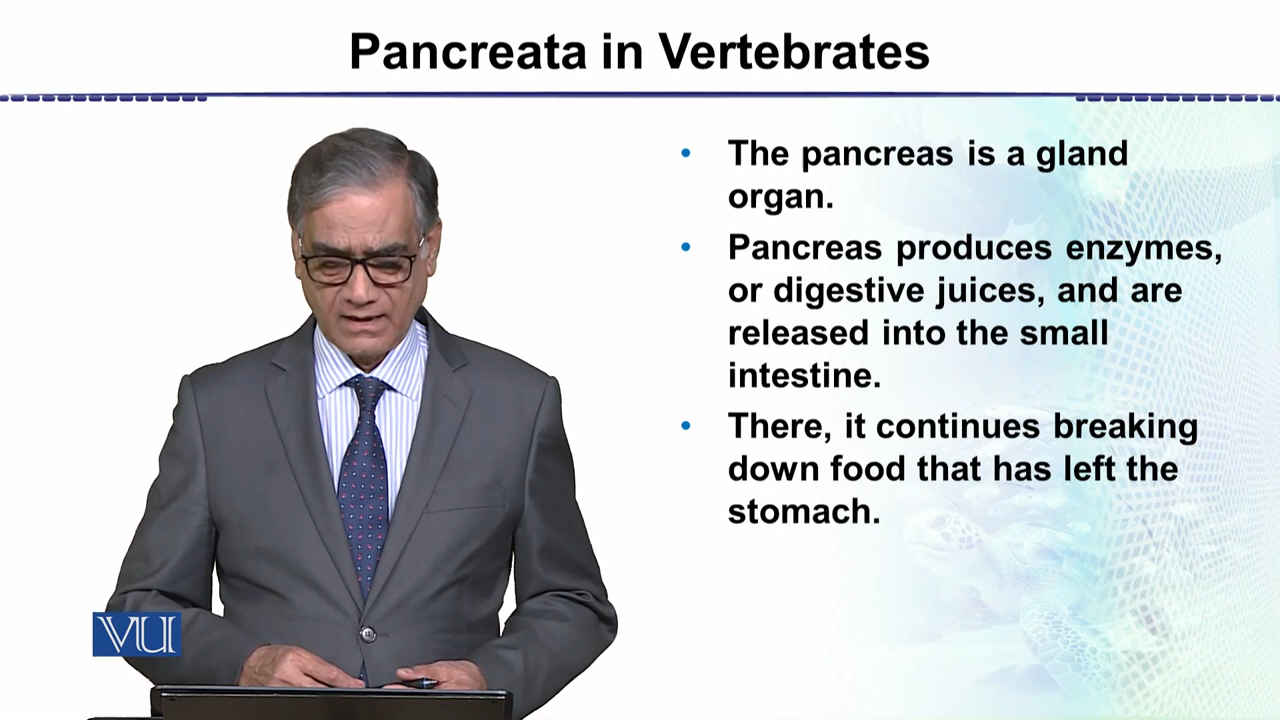 Pancreata in Vertebrates
• The pancreas is a gland
organ.
• Pancreas produces enzymes,
or digestive juices, and are
released into the small
intestine.
• There, it continues breaking
down food that has left the
stomach.
VU